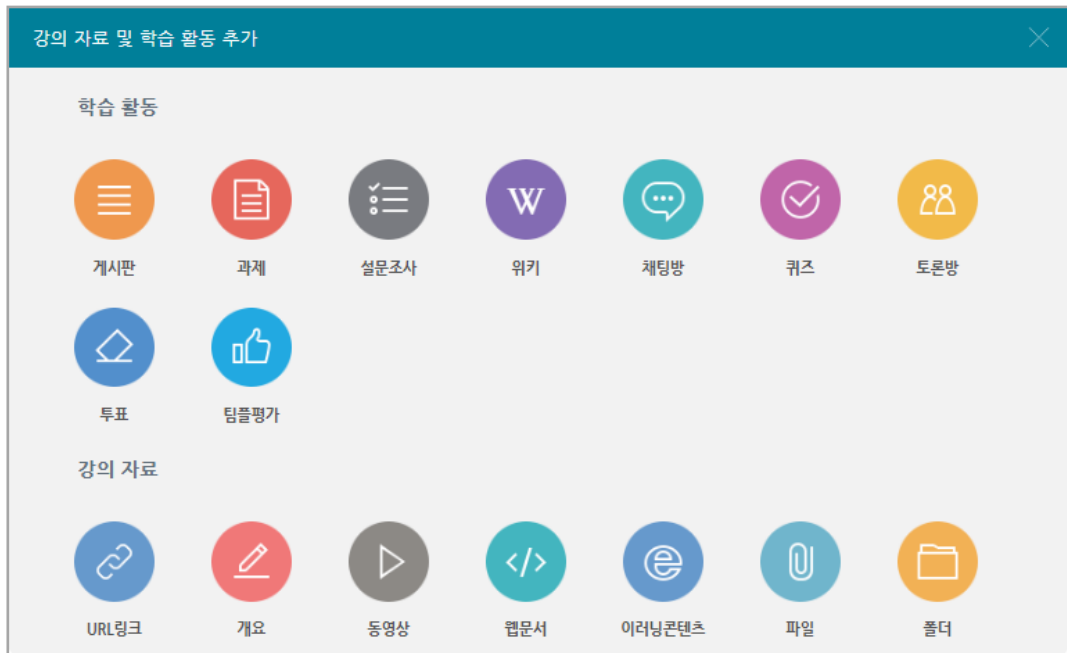 강의 자료 및 학습 활동 추가
학습 활동
게시판 과제 설문조사 위키 채팅방 퀴즈 토론방
투표 팀플평가
강의 자료
URL링크 개요 동영상 웹문서 이러닝콘텐츠 파일 폴더